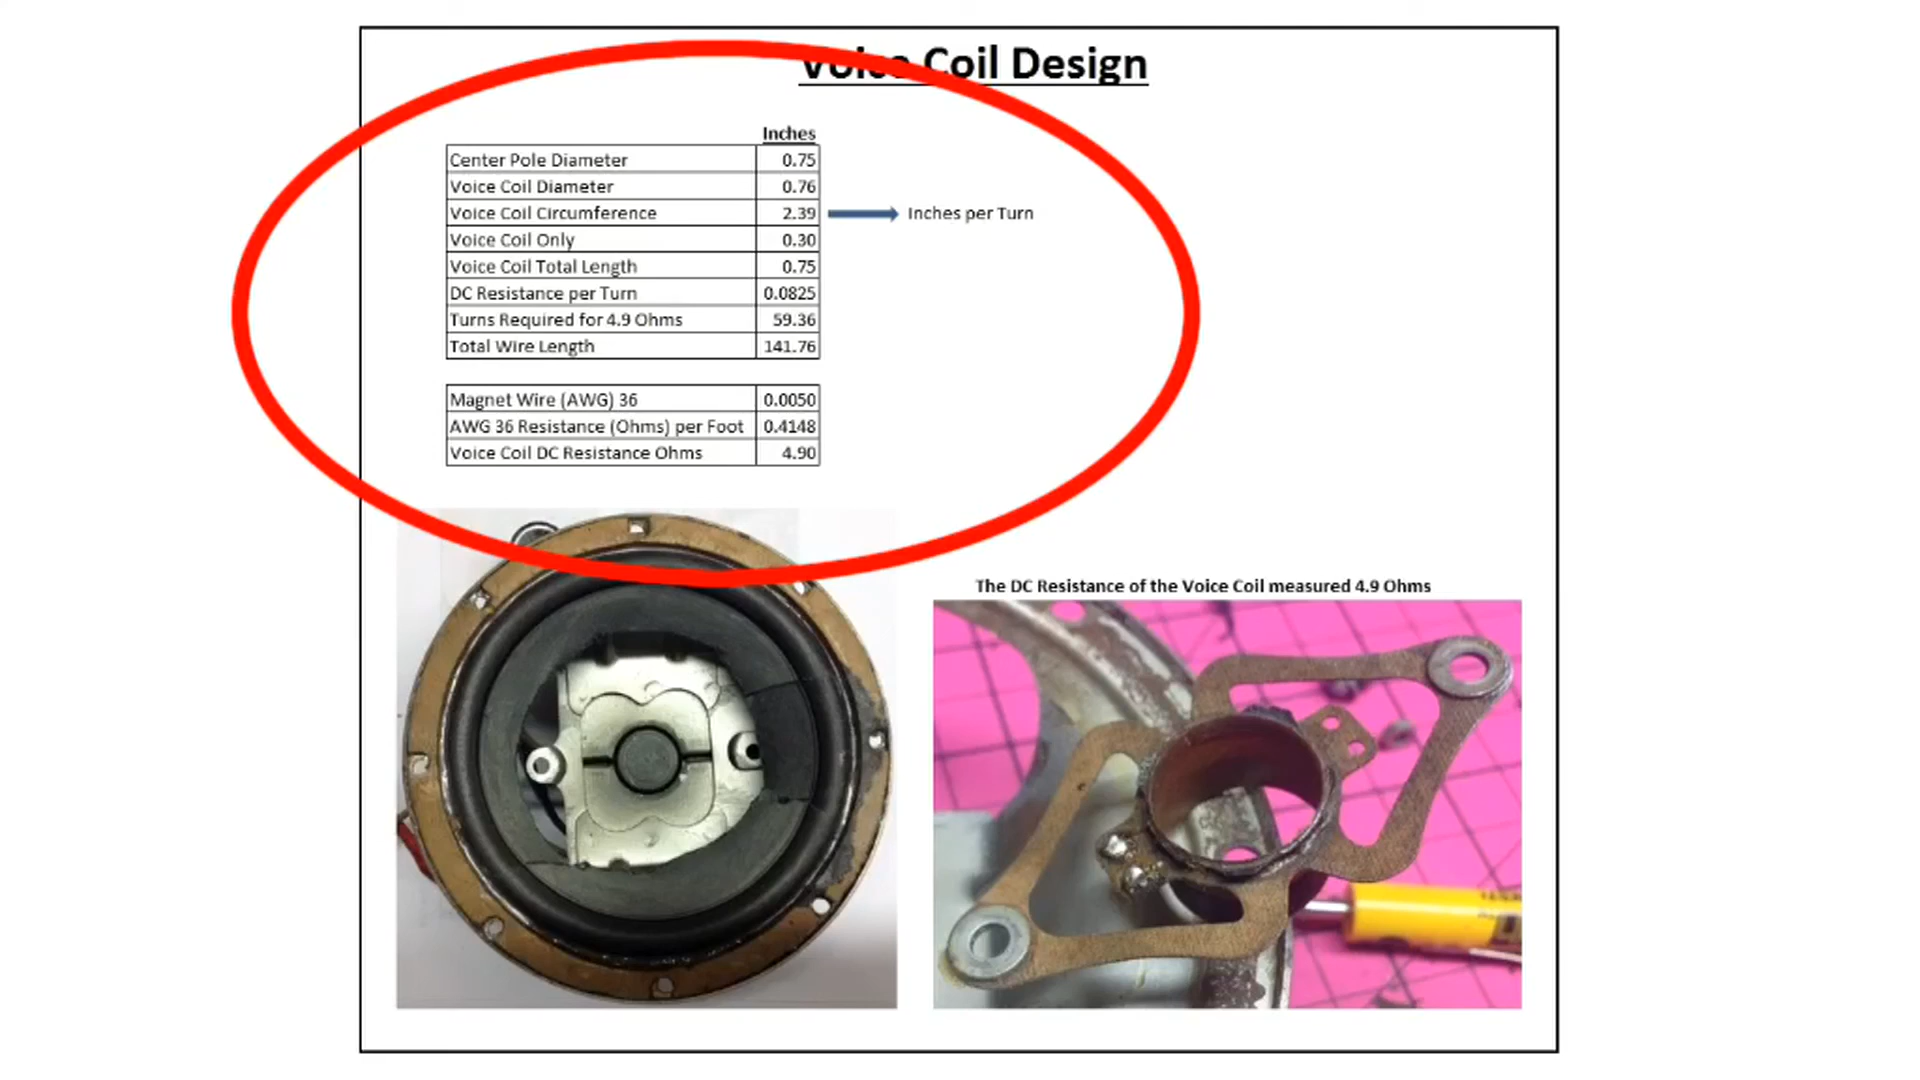 Voice Coil Design
Inches
Center Pole Diameter 0.75
Voice Coil Diameter 0.76
Voice Coil Circumference 2.39 Inches per Turn
Voice Coil Only 0.30
Voice Coil Total Length 0.75
DC Resistance per Turn 0.0825
Turns Required for 4.9 Ohms 59.36
Total Wire Length 141.76
Magnet Wire (AWG) 36 0.0050
AWG 36 Resistance (Ohms) per Foot 0.4148
Voice Coil DC Resistance Ohms 4.90
The DC Resistance of the Voice Coil measured 4.9 Ohms